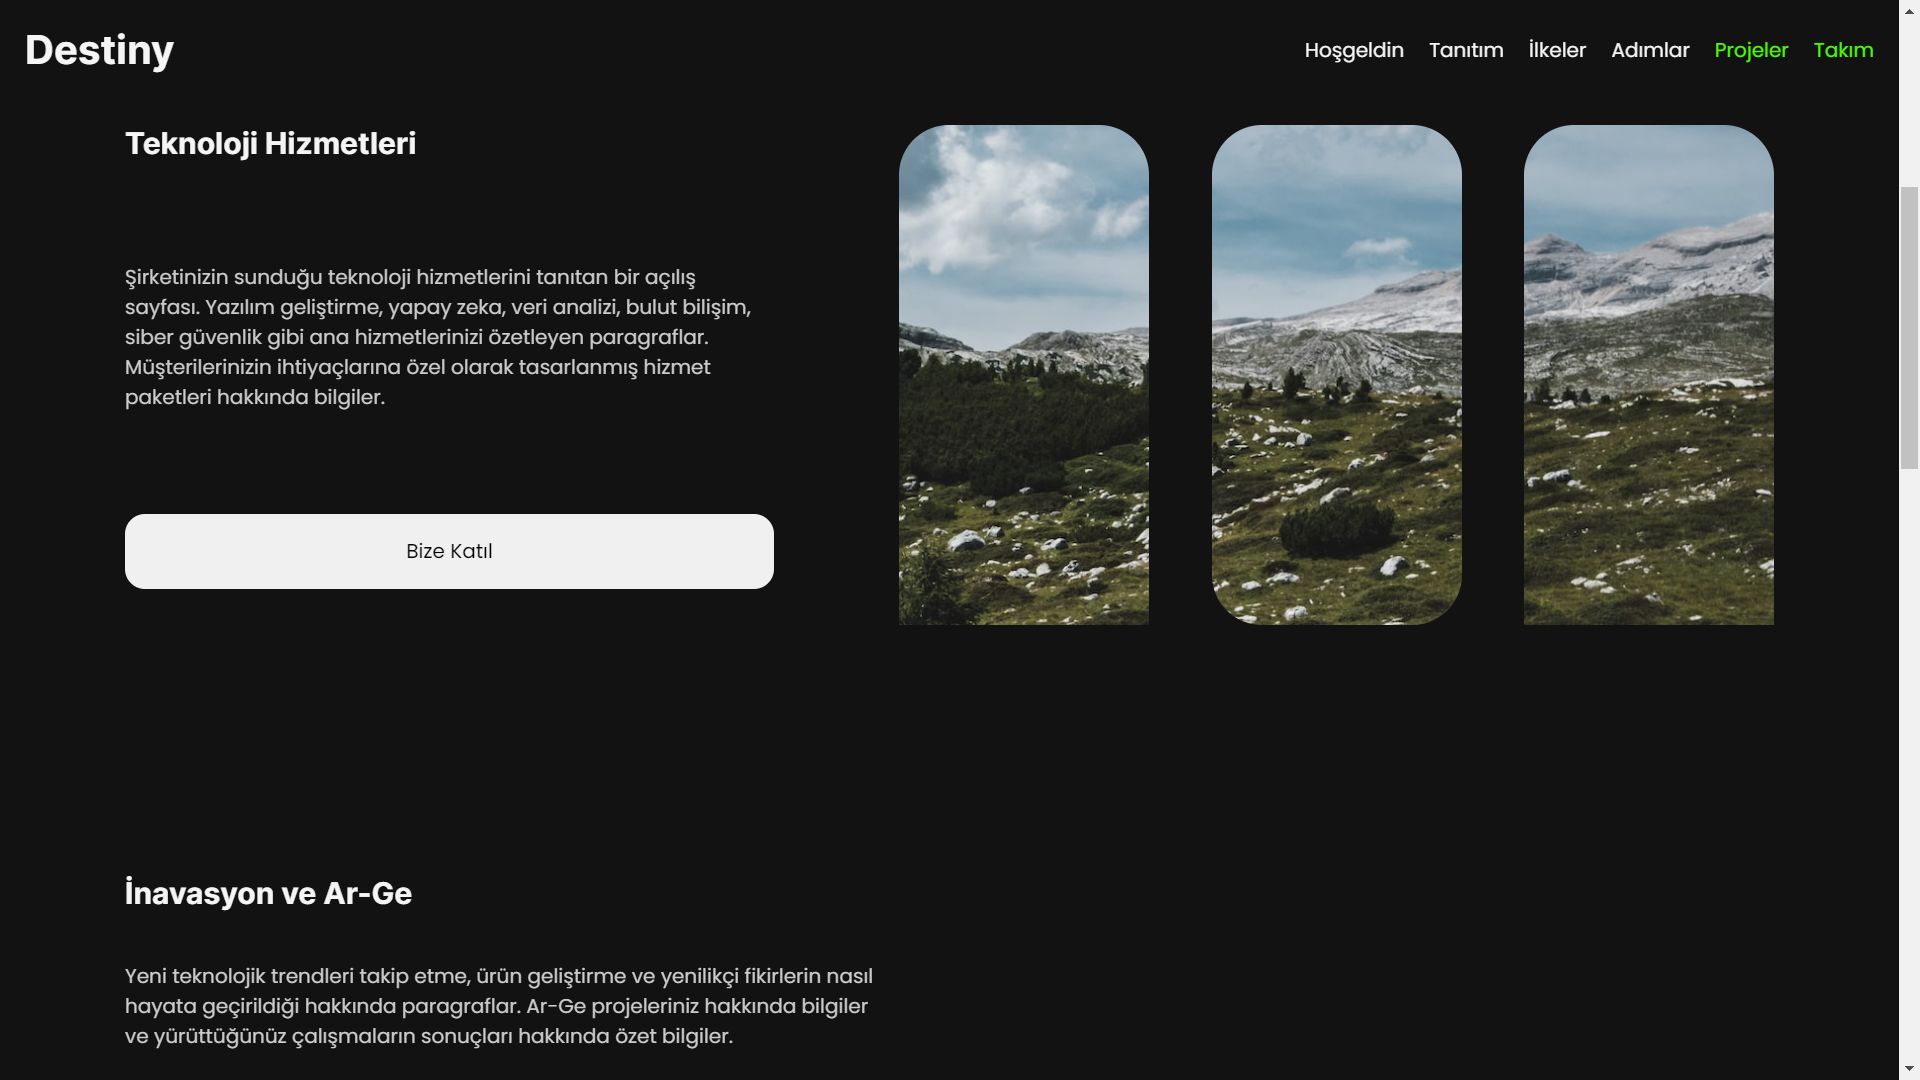 Destiny
Hoşgeldin Tanıtım İlkeler Adımlar Projeler Takım
Teknoloji Hizmetleri
Şirketinizin sunduğu teknoloji hizmetlerini tanıtan bir açılış
sayfası. Yazılım geliştirme, yapay zeka, veri analizi, bulut bilişim,
siber güvenlik gibi ana hizmetlerinizi özetleyen paragraflar.
Müşterilerinizin ihtiyaçlarına özel olarak tasarlanmış hizmet
paketleri hakkında bilgiler.
Bize Katıl
İnavasyon ve Ar-Ge
Yeni teknolojik trendleri takip etme, ürün geliştirme ve yenilikçi fikirlerin nasıl
hayata geçirildiği hakkında paragraflar. Ar-Ge projeleriniz hakkında bilgiler
ve yürüttüğünüz çalışmaların sonuçları hakkında özet bilgiler.